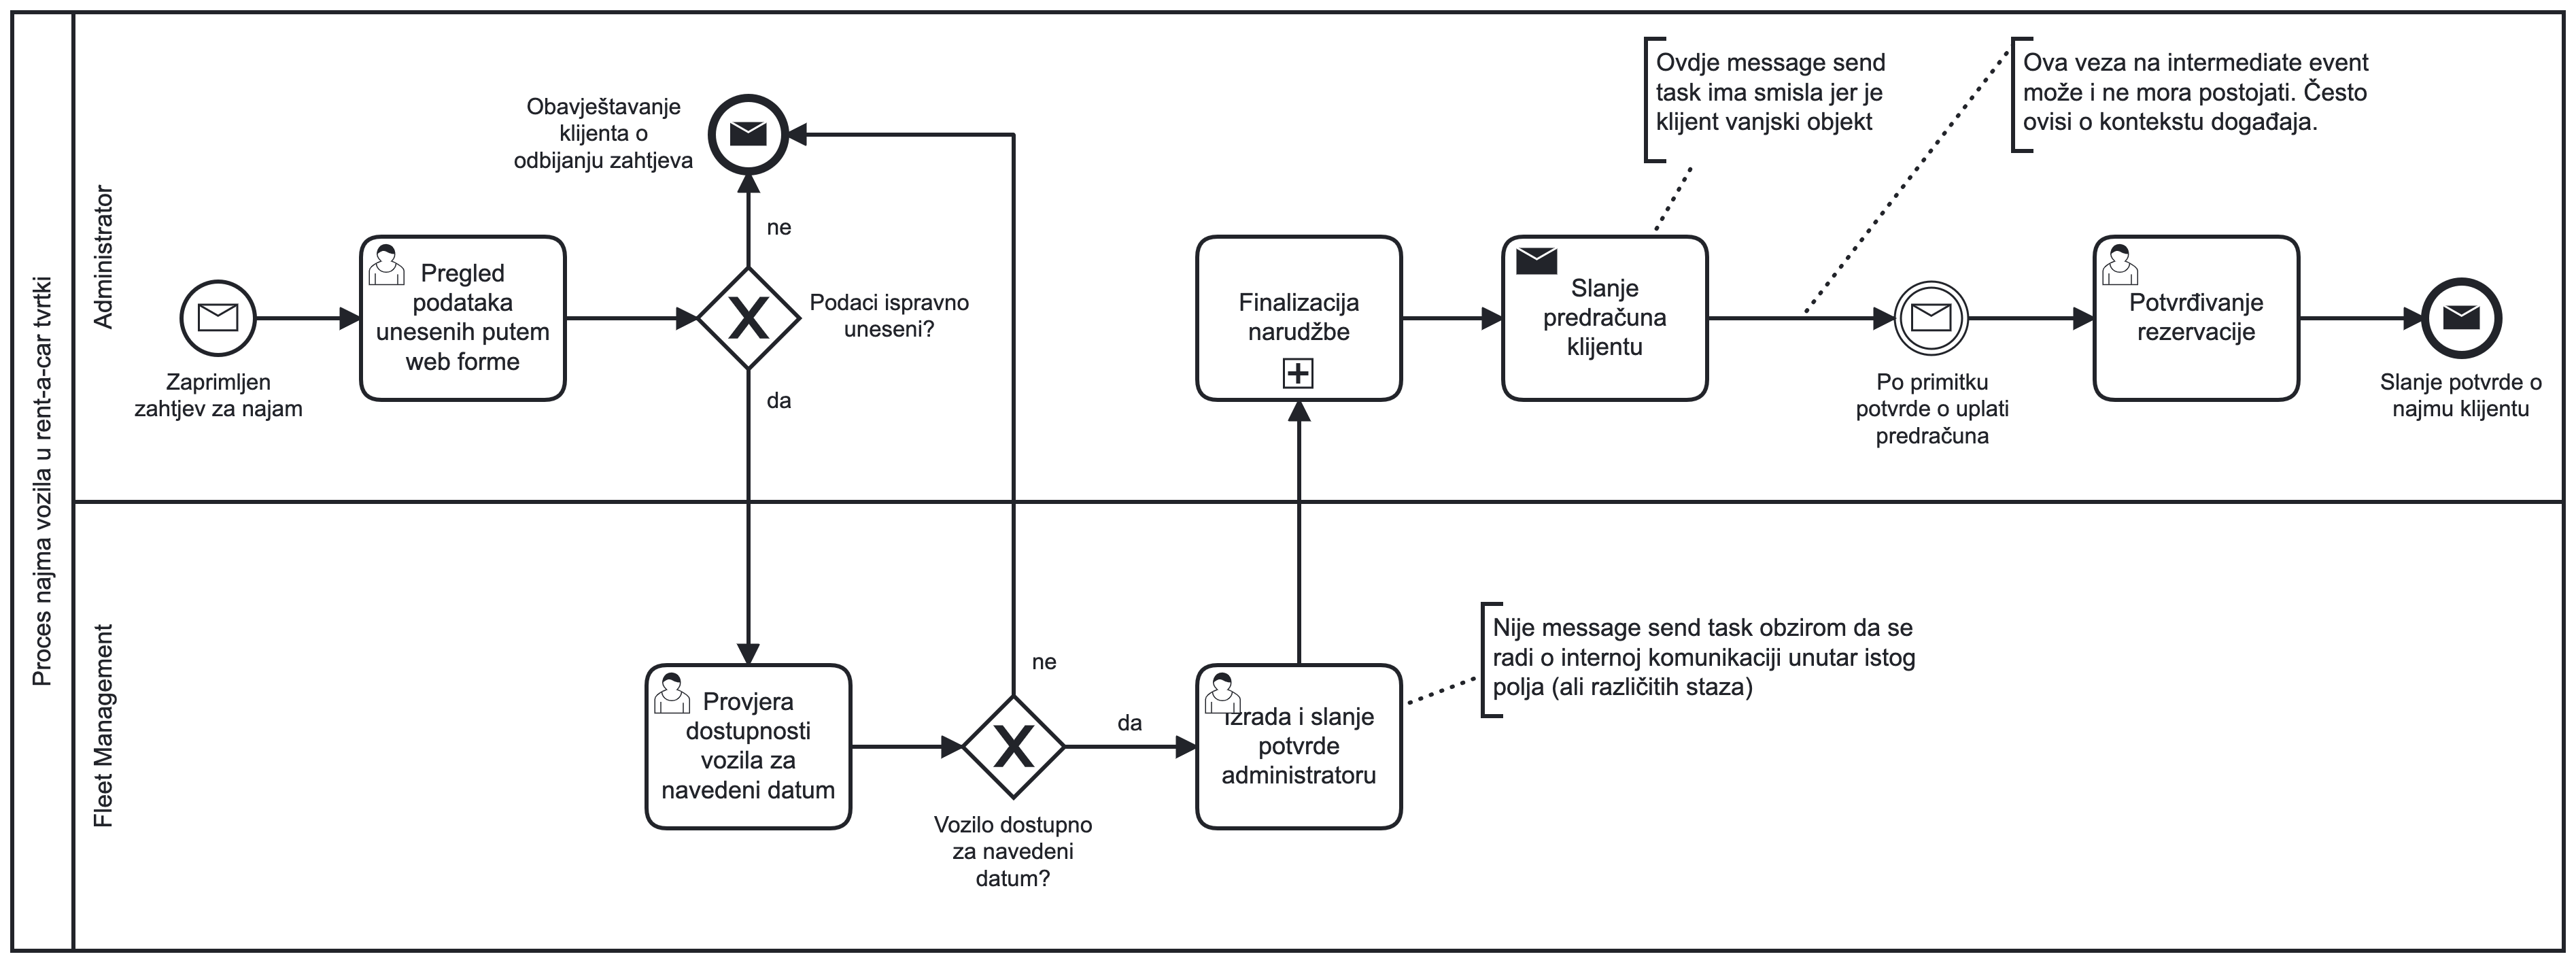 Proces najma vozila u rent-a-car tvrtki
Administrator
Zaprimljen
zahtjev za najam
Pregled
podataka
unesenih putem
web forme
Obavještavanje
klijenta o
odbijanju zahtjeva
ne
Podaci ispravno
uneseni?
da
Finalizacija
narudžbe
Ovdje message send
task ima smisla jer je
klijent vanjski objekt
Slanje
predračuna
klijentu
Ova veza na intermediate event
može i ne mora postojati. Često
ovisi o kontekstu događaja.
Po primitku
potvrde o uplati
predračuna
Potvrđivanje
rezervacije
Slanje potvrde o
najmu klijentu
Fleet Management
Provjera
dostupnosti
vozila za
navedeni datum
ne
Vozilo dostupno
za navedeni
datum?
da
Izrada i slanje
potvrde
administratoru
Nije message send task obzirom da se
radi o internoj komunikaciji unutar istog
polja (ali različitih staza)